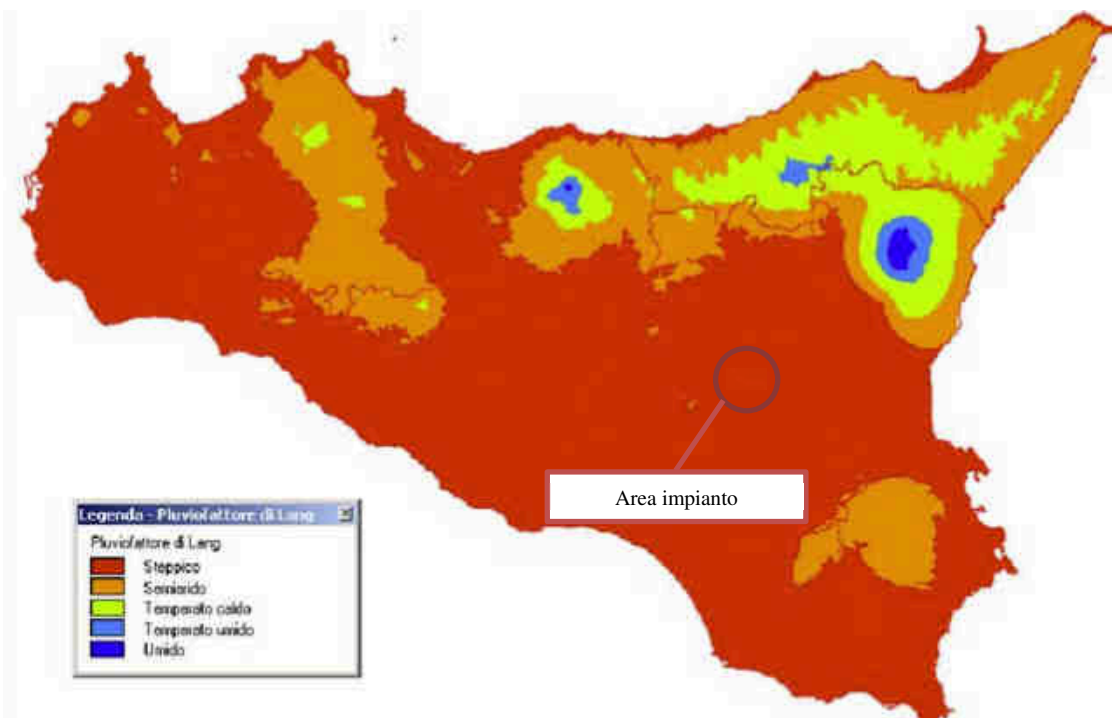 Area impianto
Legenda - Pluviofattore di Lang
Pluviofattore di Lang
Steppico
Semiarido
Temperato caldo
Temperato umido
Umido